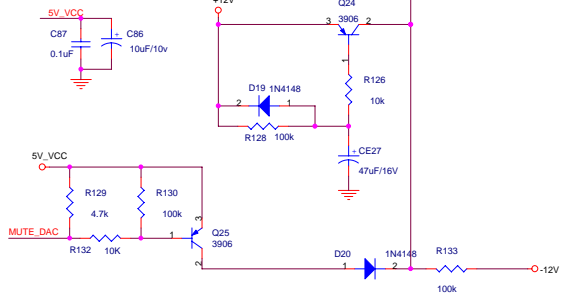 +12V
Q24
5V_VCC
3
3906
2
C87
C86
0.1uF
10uF/10v
1
R126
10k
D19
1N4148
2
1
R128
100k
CE27
47uF/16V
5V_VCC
R129
4.7k
R130
100k
3
Q25
3906
MUTE_DAC
1
R132
10K
2
D20
1N4148
R133
1
2
-12V
100k